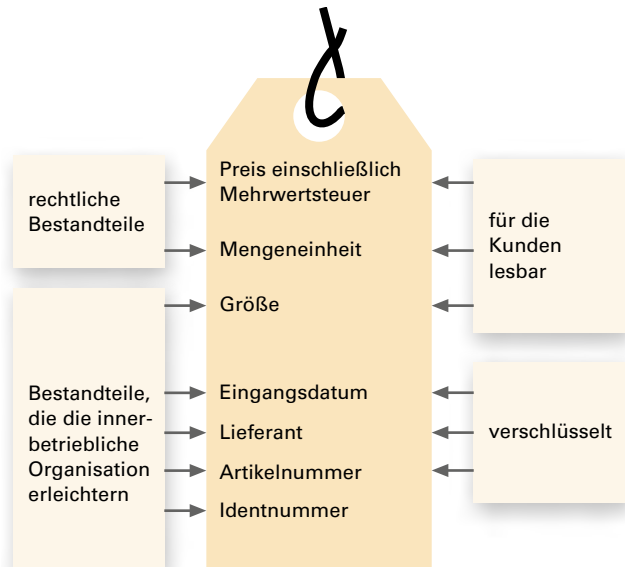 rechtliche
Bestandteile
Bestandteile,
die die inner-
betriebliche
Organisation
erleichtern
Preis einschließlich
Mehrwertsteuer
Mengeneinheit
Größe
Eingangsdatum
Lieferant
Artikelnummer
Identnummer
für die
Kunden
lesbar
verschlüsselt